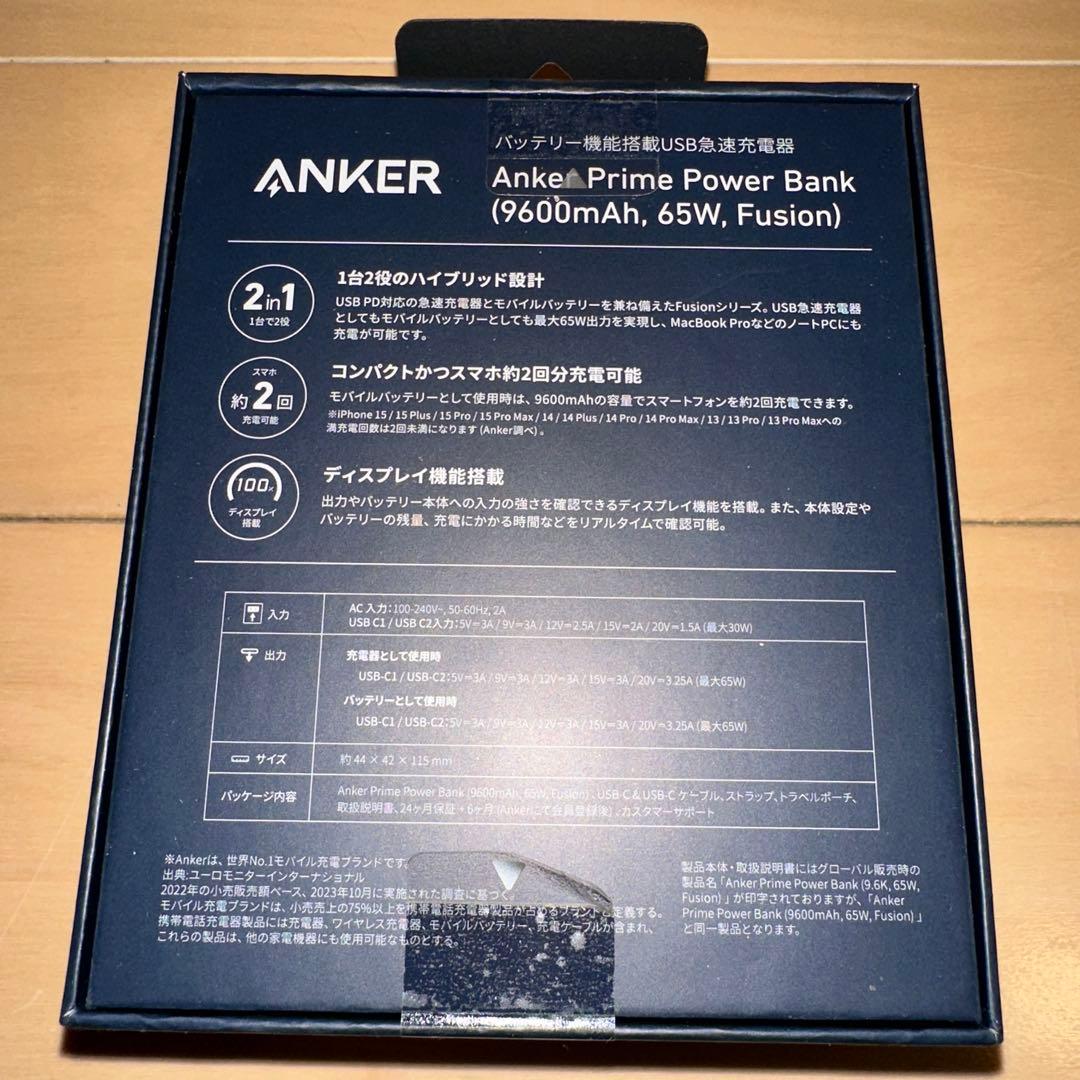 バッテリー機能搭載USB急速充電器
ANKER
Anker Prime Power Bank
(9600mAh, 65W, Fusion)
2in1
1台で2役
1台2役のハイブリッド設計
USB PD対応の急速充電器とモバイルバッテリーを兼ね備えたFusionシリーズ。USB急速充電器
としてもモバイルバッテリーとしても最大65W出力を実現し、MacBook ProなどのノートPCにも
充電が可能です。
スマホ
約2回
充電可能
コンパクトかつスマホ約2回分充電可能
モバイルバッテリーとして使用時は、9600mAhの容量でスマートフォンを約2回充電できます。
※iPhone 15 / 15 Plus / 15 Pro / 15 Pro Max / 14 / 14 Plus / 14 Pro / 14 Pro Max / 13 / 13 Pro / 13 Pro Maxへの
満充電回数は2回未満になります (Anker調べ)。
100%
ディスプレイ
搭載
ディスプレイ機能搭載
出力やバッテリー本体への入力の強さを確認できるディスプレイ機能を搭載。また、本体設定や
バッテリーの残量、充電にかかる時間などをリアルタイムで確認可能。
入力
AC 入力:100-240V~, 50-60Hz, 2A
USB C1 / USB C2入力:5V⎓3A / 9V⎓3A / 12V⎓2.5A / 15V⎓2A / 20V⎓1.5A (最大30W)
出力
充電器として使用時
USB-C1 / USB-C2:5V⎓3A / 9V⎓3A / 12V⎓3A / 15V⎓3A / 20V⎓3.25A (最大65W)
バッテリーとして使用時
USB-C1 / USB-C2:5V⎓3A / 9V⎓3A / 12V⎓3A / 15V⎓3A / 20V⎓3.25A (最大65W)
サイズ
約 44 × 42 × 115 mm
パッケージ内容
Anker Prime Power Bank (9600mAh, 65W, Fusion)、USB-C & USB-C ケーブル、ストラップ、トラベルポーチ、
取扱説明書、24ヶ月保証 + 6ヶ月 (Ankerにて会員登録後)、カスタマーサポート
※Ankerは、世界No.1モバイル充電ブランドです。
出典:ユーロモニターインターナショナル
2022年の小売販売額ベース、2023年10月に実施された調査に基づく。
モバイル充電ブランドは、小売売上の75%以上を携帯電話充電器製品が占めるブランドと定義する。
携帯電話充電器製品には充電器、ワイヤレス充電器、モバイルバッテリー、充電ケーブルが含まれ、
これらの製品は、他の家電機器にも使用可能なものとする。
製品本体・取扱説明書にはグローバル販売時の
製品名「Anker Prime Power Bank (9.6K, 65W,
Fusion)」が印字されておりますが、「Anker
Prime Power Bank (9600mAh, 65W, Fusion)」
と同一製品となります。